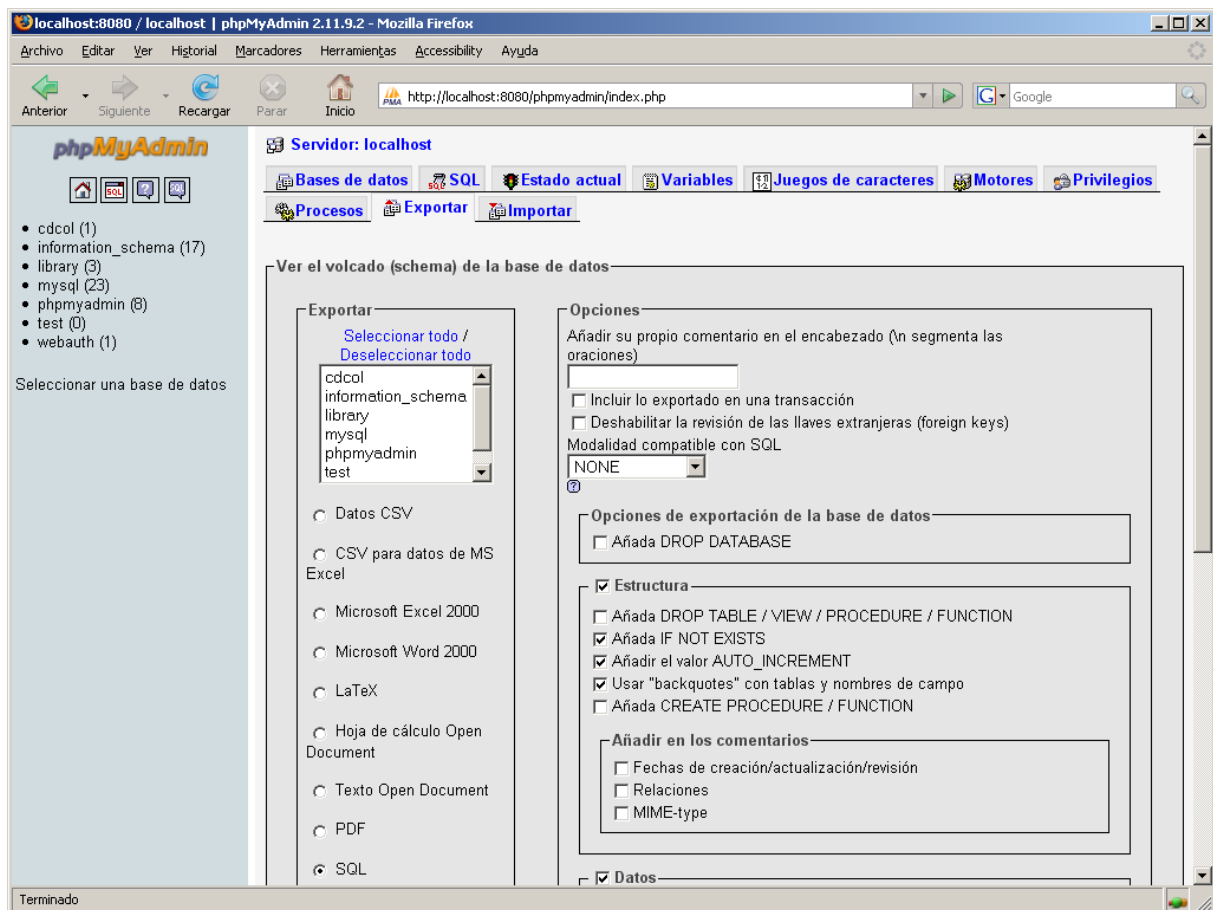 localhost:8080 / localhost | phpMyAdmin 2.11.9.2 - Mozilla Firefox
Archivo Editar Ver Historial Marcadores Herramientas Accessibility Ayuda
Anterior Siguiente Recargar Parar Inicio PMA http://localhost:8080/phpmyadmin/index.php G Google
phpMyAdmin
SQL
cdcol (1)
information_schema (17)
library (3)
mysql (23)
phpmyadmin (8)
test (0)
webauth (1)
Seleccionar una base de datos
Servidor: localhost
Bases de datos SQL Estado actual Variables Juegos de caracteres Motores Privilegios
Procesos Exportar Importar
Ver el volcado (schema) de la base de datos
Exportar
Seleccionar todo /
Deseleccionar todo
cdcol
information_schema
library
mysql
phpmyadmin
test
Datos CSV
CSV para datos de MS
Excel
Microsoft Excel 2000
Microsoft Word 2000
LaTeX
Hoja de cálculo Open
Document
Texto Open Document
PDF
SQL
Opciones
Añadir su propio comentario en el encabezado (\n segmenta las
oraciones)
Incluir lo exportado en una transacción
Deshabilitar la revisión de las llaves extranjeras (foreign keys)
Modalidad compatible con SQL
NONE
?
Opciones de exportación de la base de datos
Añada DROP DATABASE
Estructura
Añada DROP TABLE / VIEW / PROCEDURE / FUNCTION
Añada IF NOT EXISTS
Añadir el valor AUTO_INCREMENT
Usar "backquotes" con tablas y nombres de campo
Añada CREATE PROCEDURE / FUNCTION
Añadir en los comentarios
Fechas de creación/actualización/revisión
Relaciones
MIME-type
Datos
Terminado